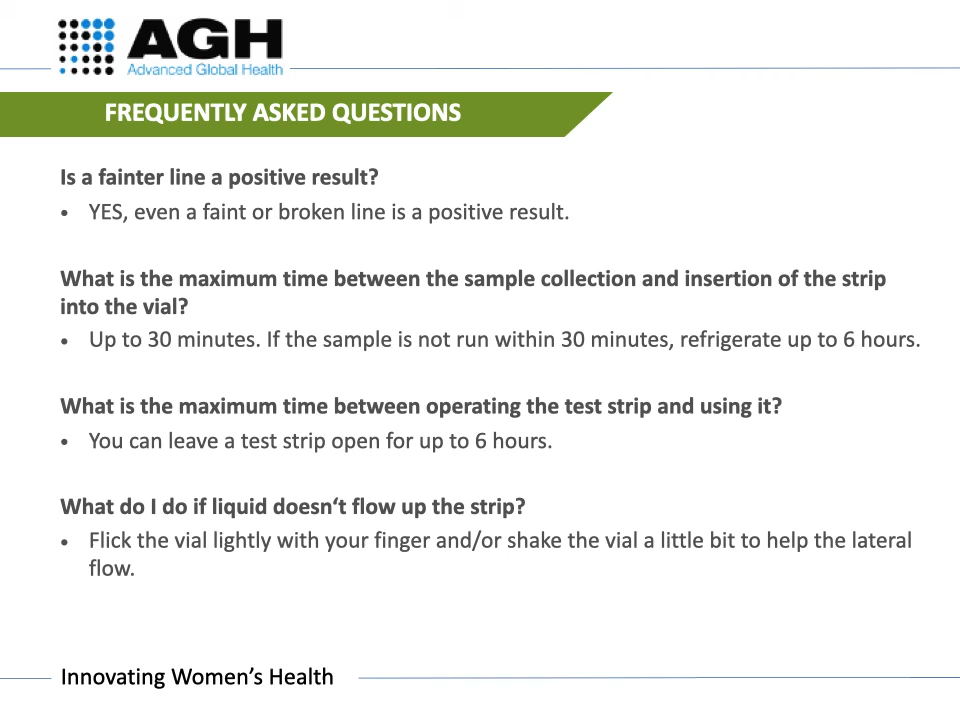 AGH
Advanced Global Health
FREQUENTLY ASKED QUESTIONS
Is a fainter line a positive result?
• YES, even a faint or broken line is a positive result.
What is the maximum time between the sample collection and insertion of the strip
into the vial?
• Up to 30 minutes. If the sample is not run within 30 minutes, refrigerate up to 6 hours.
What is the maximum time between operating the test strip and using it?
• You can leave a test strip open for up to 6 hours.
What do I do if liquid doesn‘t flow up the strip?
• Flick the vial lightly with your finger and/or shake the vial a little bit to help the lateral
flow.
Innovating Women’s Health